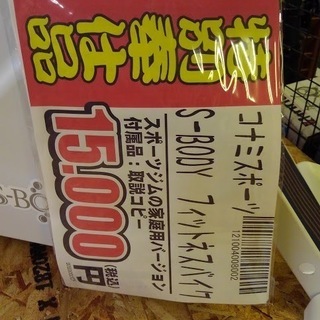 特別奉仕品
コナミスポーツ
S-BODY フィットネスバイク
1210040080002
スポーツジムの家庭用バージョン
付属品：取説コピー
15.000円(税込)
S-BO